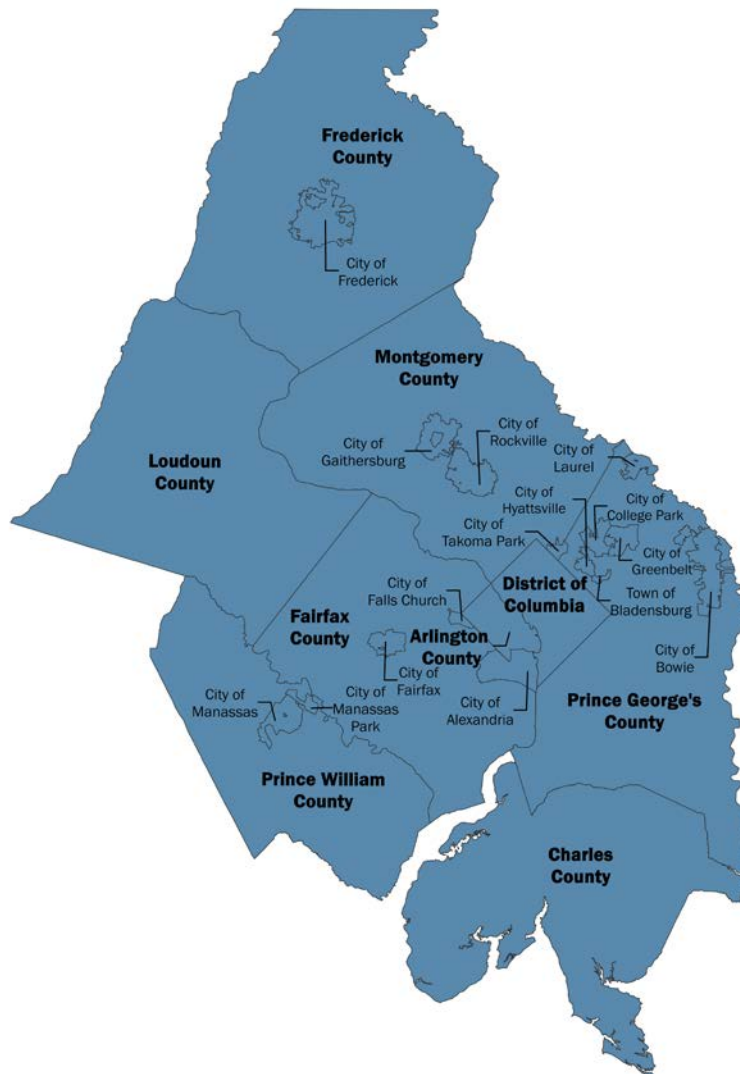 Frederick
County
City of
Frederick
Montgomery
County
City of
Rockville
City of
Gaithersburg
City of
Laurel
Loudoun
County
City of
Hyattsville
City of
College Park
City of
Takoma Park
City of
Greenbelt
City of
Falls Church
District of
Columbia
Town of
Bladensburg
Fairfax
County
Arlington
County
City of
Bowie
City of
Fairfax
City of
Manassas
City of
Manassas
Park
City of
Alexandria
Prince George's
County
Prince William
County
Charles
County